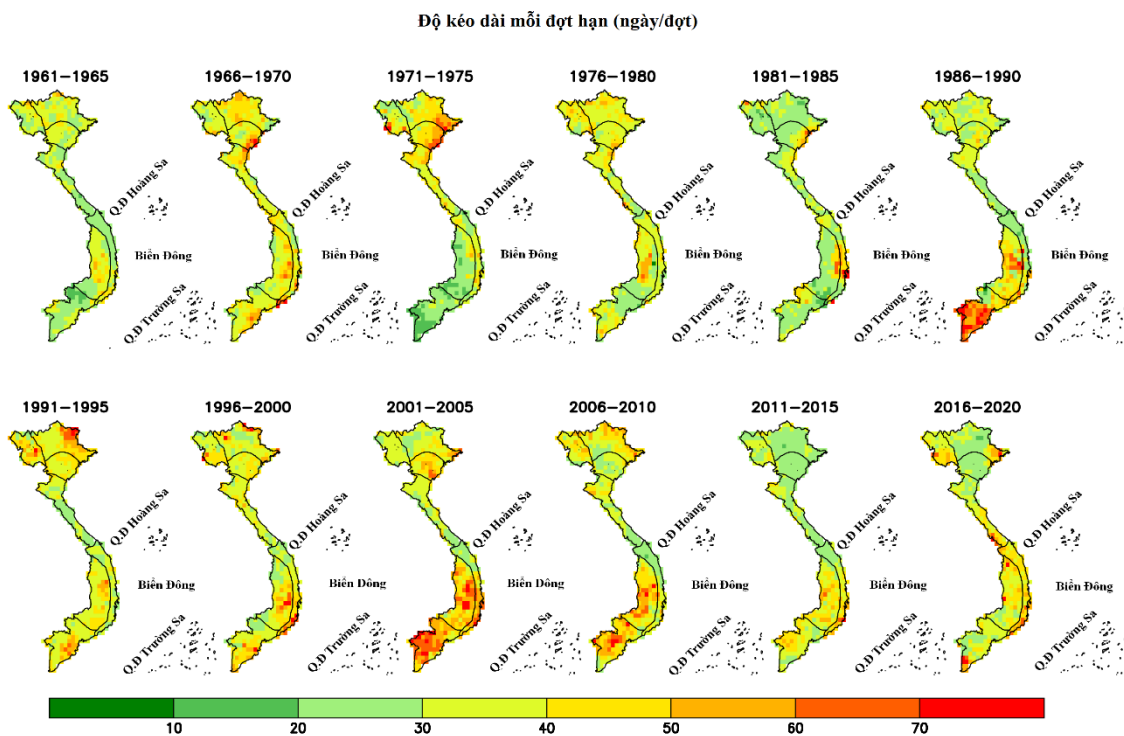 Độ kéo dài mỗi đợt hạn (ngày/đợt)
1961-1965
1966-1970
1971-1975
1976-1980
1981-1985
1986-1990
Q.Đ Hoàng Sa
Q.Đ Hoàng Sa
Q.Đ Hoàng Sa
Q.Đ Hoàng Sa
Q.Đ Hoàng Sa
Q.Đ Hoàng Sa
Biển Đông
Biển Đông
Biển Đông
Biển Đông
Biển Đông
Biển Đông
Q.Đ Trường Sa
Q.Đ Trường Sa
Q.Đ Trường Sa
Q.Đ Trường Sa
Q.Đ Trường Sa
Q.Đ Trường Sa
1991-1995
1996-2000
2001-2005
2006-2010
2011-2015
2016-2020
Q.Đ Hoàng Sa
Q.Đ Hoàng Sa
Q.Đ Hoàng Sa
Q.Đ Hoàng Sa
Q.Đ Hoàng Sa
Q.Đ Hoàng Sa
Biển Đông
Biển Đông
Biển Đông
Biển Đông
Biển Đông
Biển Đông
Q.Đ Trường Sa
Q.Đ Trường Sa
Q.Đ Trường Sa
Q.Đ Trường Sa
Q.Đ Trường Sa
Q.Đ Trường Sa
10 20 30 40 50 60 70